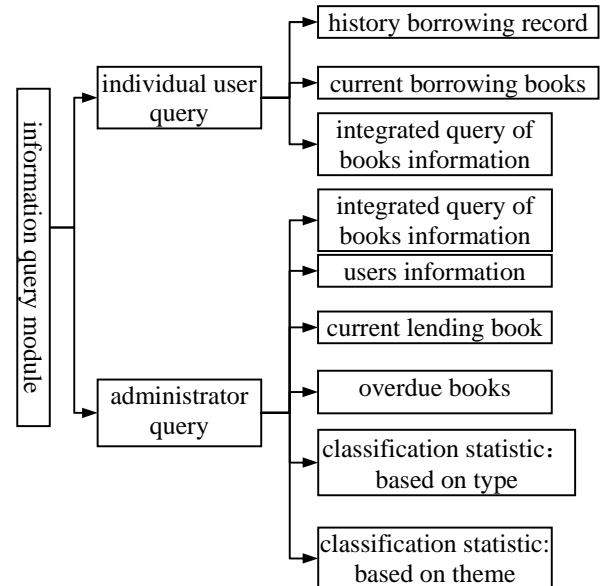 information query module
individual user
query
history borrowing record
current borrowing books
integrated query of
books information
administrator
query
integrated query of
books information
users information
current lending book
overdue books
classification statistic：
based on type
classification statistic:
based on theme